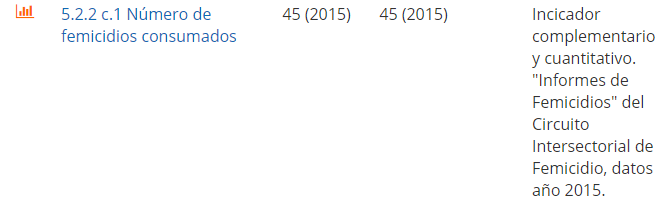 5.2.2 c.1 Número de
femicidios consumados
45 (2015)
45 (2015)
Incicador
complementario
y cuantitativo.
"Informes de
Femicidios" del
Circuito
Intersectorial de
Femicidio, datos
año 2015.